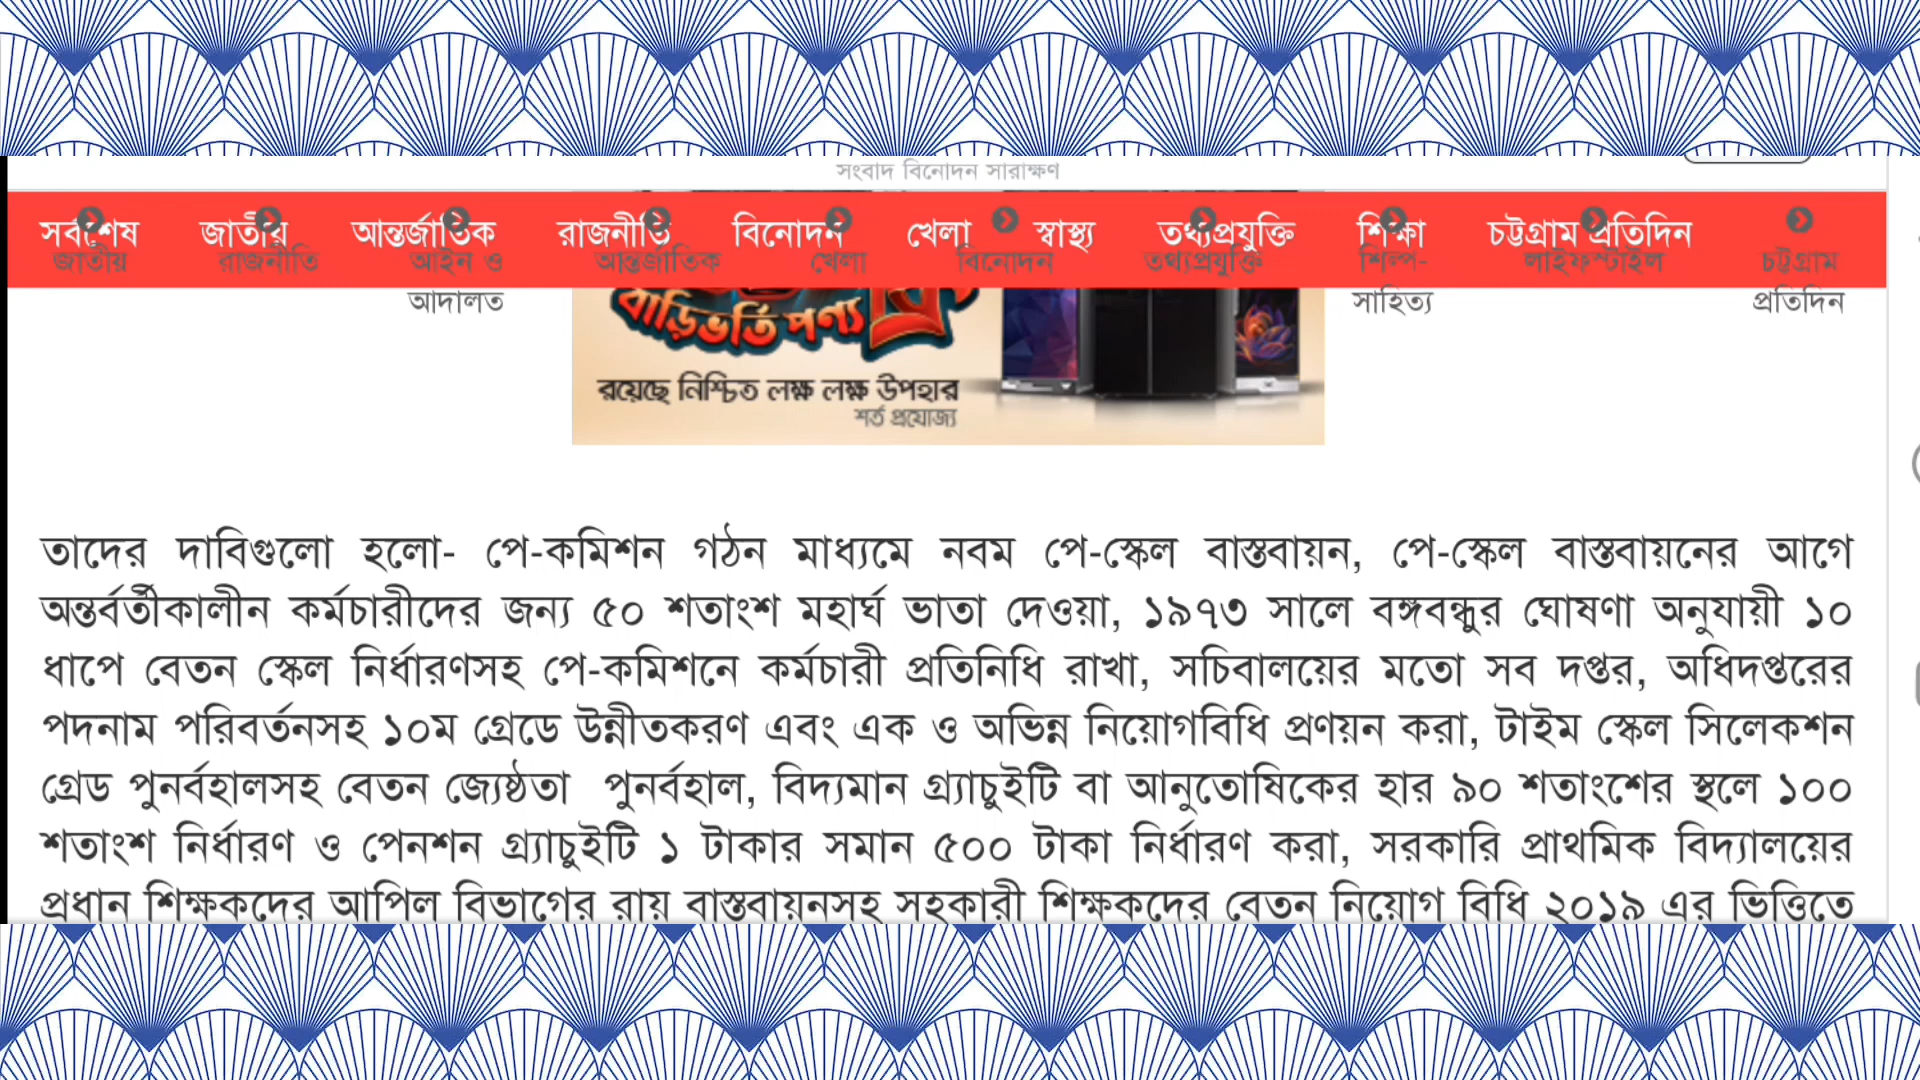 সংবাদ বিনোদন সারাক্ষণ
সর্বশেষ জাতীয় আন্তর্জাতিক রাজনীতি বিনোদন খেলা স্বাস্থ্য তথ্যপ্রযুক্তি শিক্ষা চট্টগ্রাম প্রতিদিন
জাতীয় রাজনীতি আইন ও আন্তর্জাতিক খেলা বিনোদন তথ্যপ্রযুক্তি শিল্প- লাইফস্টাইল চট্টগ্রাম
আদালত সাহিত্য প্রতিদিন
বাড়িভর্তি পণ্য ফ্রি
রয়েছে নিশ্চিত লক্ষ লক্ষ উপহার
শর্ত প্রযোজ্য
তাদের দাবিগুলো হলো- পে-কমিশন গঠন মাধ্যমে নবম পে-স্কেল বাস্তবায়ন, পে-স্কেল বাস্তবায়নের আগে
অন্তর্বর্তীকালীন কর্মচারীদের জন্য ৫০ শতাংশ মহার্ঘ ভাতা দেওয়া, ১৯৭৩ সালে বঙ্গবন্ধুর ঘোষণা অনুযায়ী ১০
ধাপে বেতন স্কেল নির্ধারণসহ পে-কমিশনে কর্মচারী প্রতিনিধি রাখা, সচিবালয়ের মতো সব দপ্তর, অধিদপ্তরের
পদনাম পরিবর্তনসহ ১০ম গ্রেডে উন্নীতকরণ এবং এক ও অভিন্ন নিয়োগবিধি প্রণয়ন করা, টাইম স্কেল সিলেকশন
গ্রেড পুনর্বহালসহ বেতন জ্যেষ্ঠতা পুনর্বহাল, বিদ্যমান গ্র্যাচুইটি বা আনুতোষিকের হার ৯০ শতাংশের স্থলে ১০০
শতাংশ নির্ধারণ ও পেনশন গ্র্যাচুইটি ১ টাকার সমান ৫০০ টাকা নির্ধারণ করা, সরকারি প্রাথমিক বিদ্যালয়ের
প্রধান শিক্ষকদের আপিল বিভাগের রায় বাস্তবায়নসহ সহকারী শিক্ষকদের বেতন নিয়োগ বিধি ২০১৯ এর ভিত্তিতে